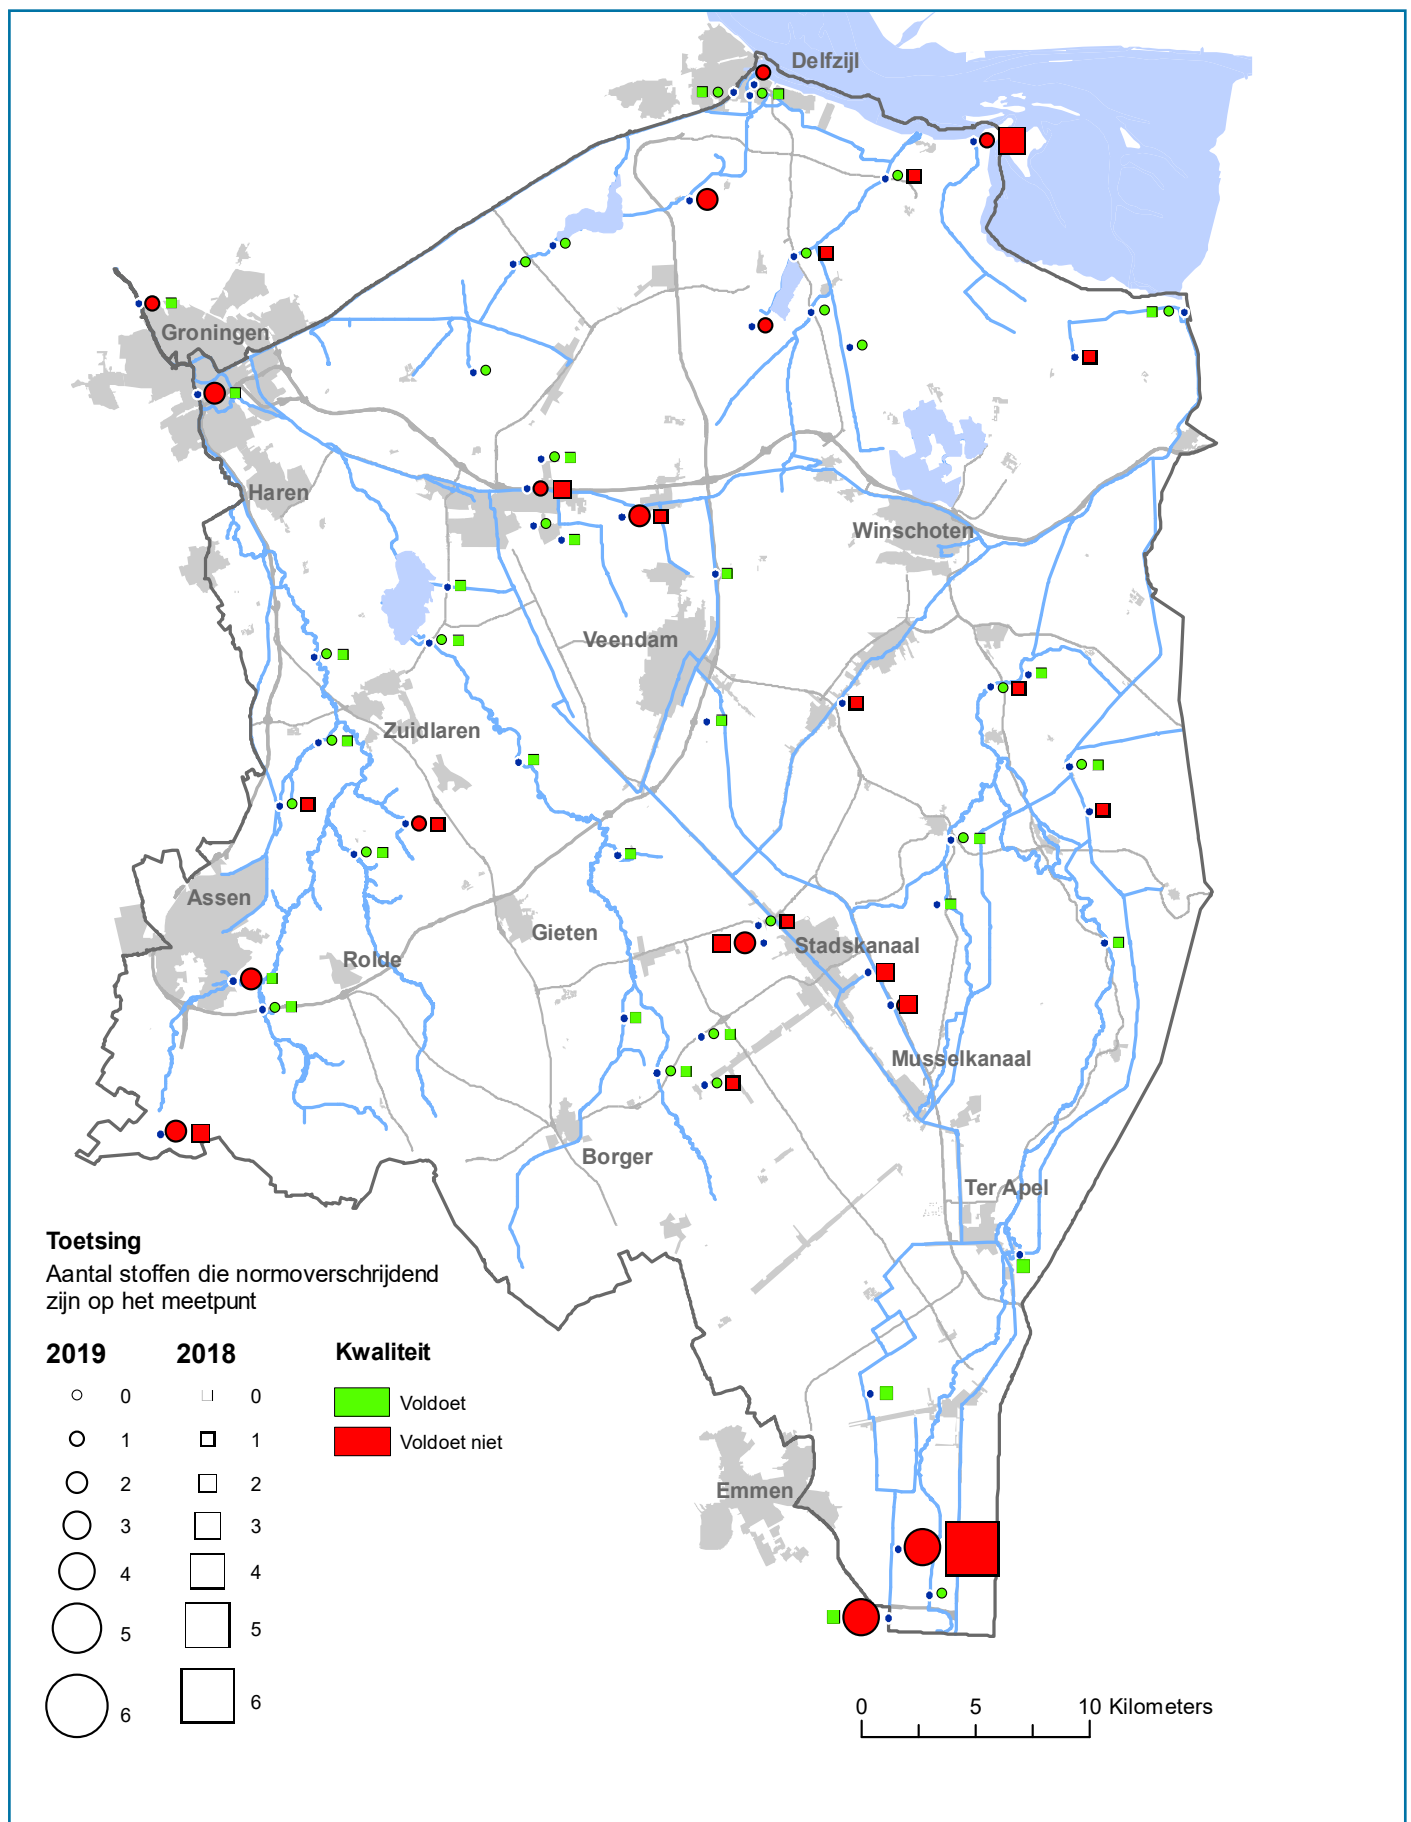 Delfzijl
Groningen
Haren
Winschoten
Veendam
Zuidlaren
Assen
Gieten
Stadskanaal
Rolde
Musselkanaal
Borger
Ter Apel
Toetsing
Aantal stoffen die normoverschrijdend
zijn op het meetpunt
2019 2018 Kwaliteit
0 0 Voldoet
1 1 Voldoet niet
2 2
3 3
4 4
5 5
6 6
Emmen
0 5 10 Kilometers